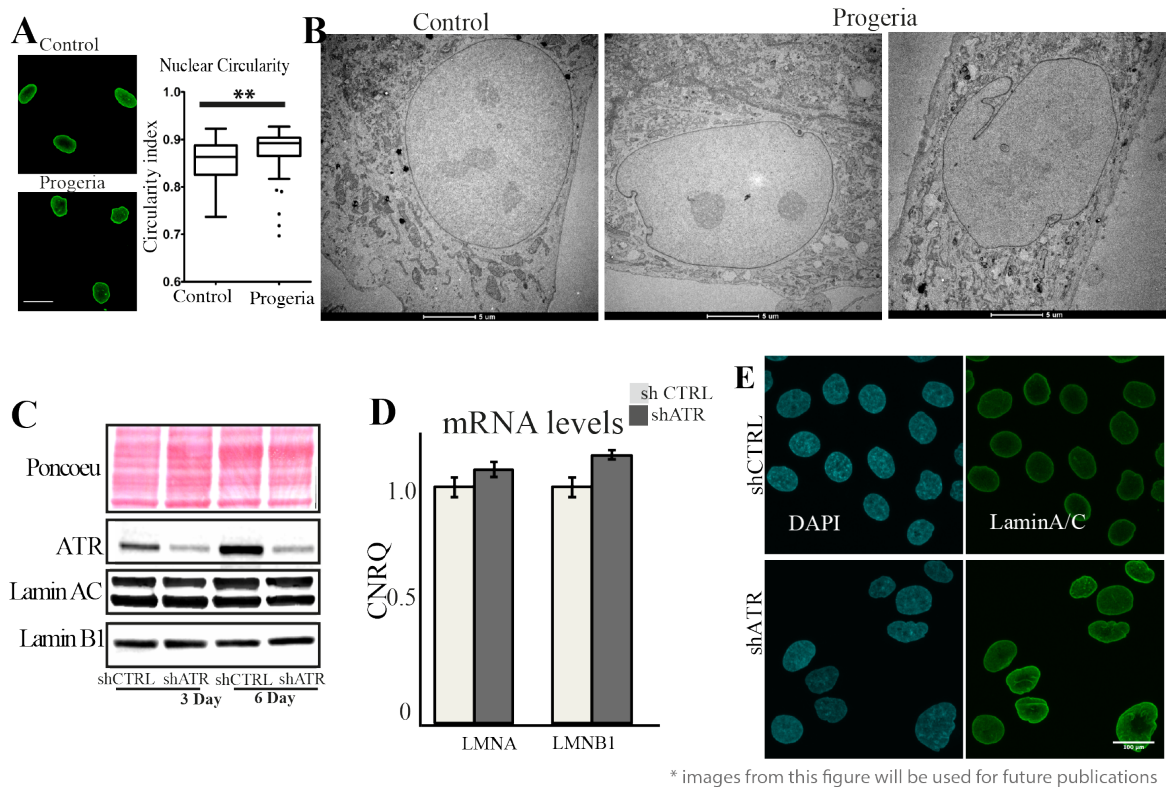 A
Control
Progeria
Nuclear Circularity
**
Circularity index
1.0
0.9
0.8
0.7
0.6
Control
Progeria
B
Control
Progeria
5 um
5 um
5 um
C
Poncoeu
ATR
Lamin AC
Lamin B1
shCTRL shATR shCTRL shATR
3 Day 6 Day
D
sh CTRL
shATR
mRNA levels
CNRQ
1.0
0.5
0
LMNA LMNB1
E
shCTRL
DAPI
LaminA/C
shATR
100 μm
* images from this figure will be used for future publications